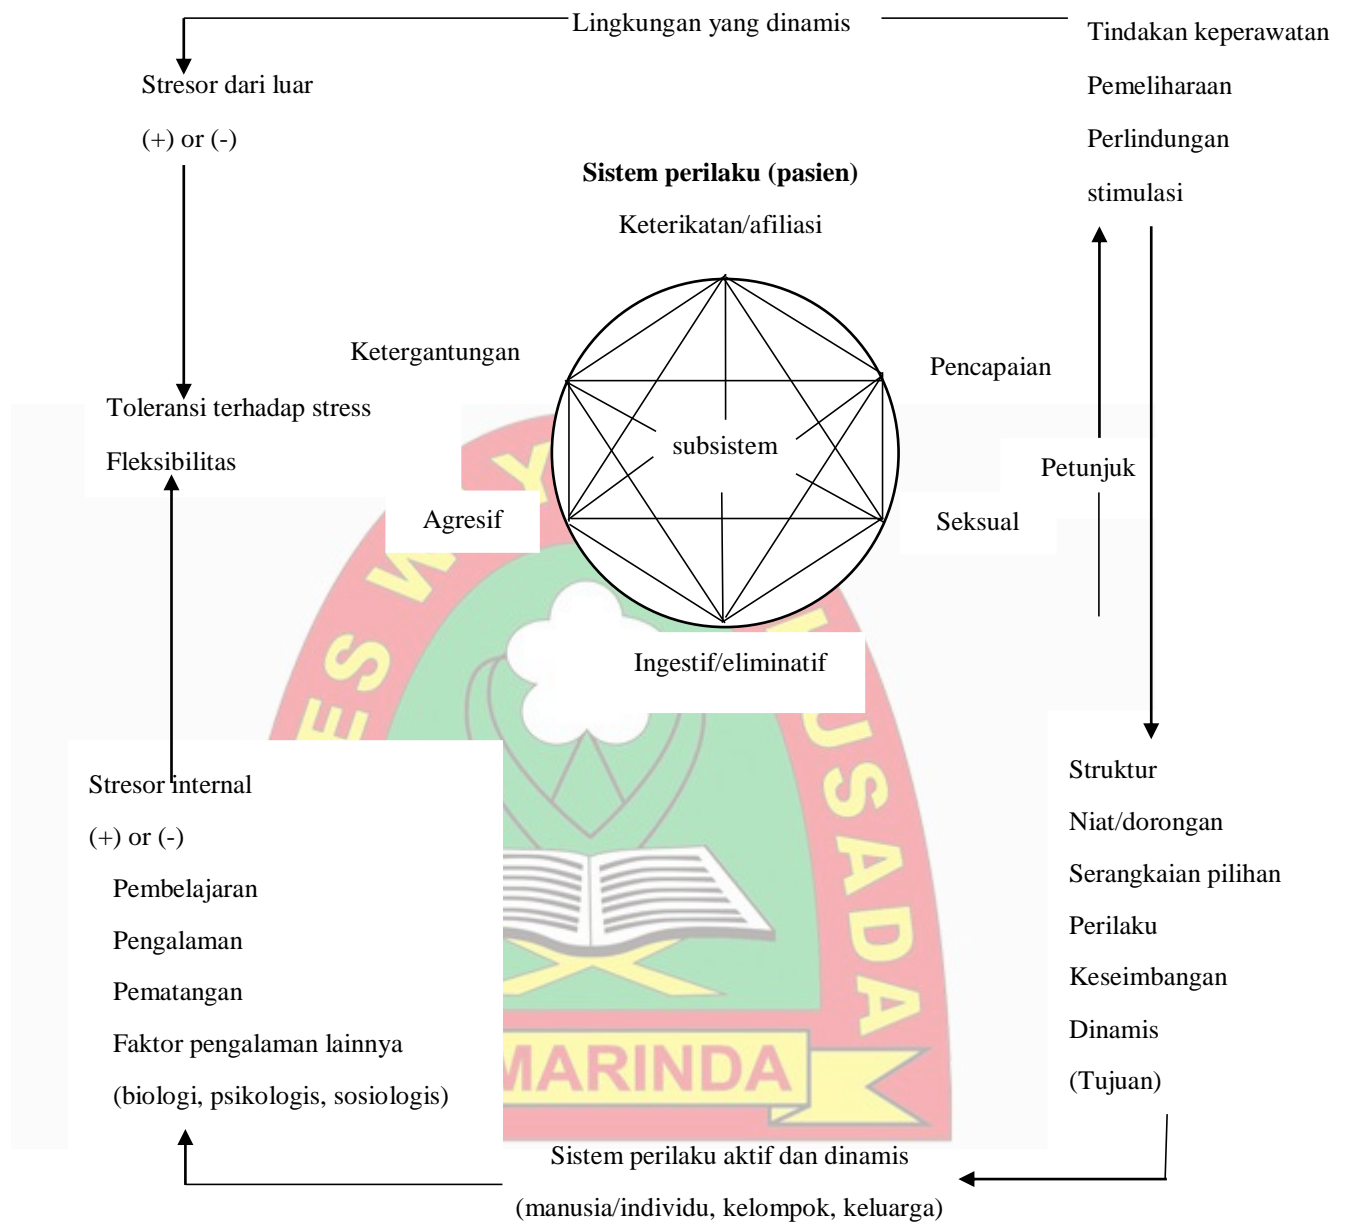 Lingkungan yang dinamis
Tindakan keperawatan
Pemeliharaan
Perlindungan
stimulasi
Stresor dari luar
(+) or (-)
Sistem perilaku (pasien)
Keterikatan/afiliasi
Ketergantungan
Pencapaian
Toleransi terhadap stress
Fleksibilitas
subsistem
Petunjuk
Agresif
Seksual
Ingestif/eliminatif
Stresor internal
(+) or (-)
Pembelajaran
Pengalaman
Pematangan
Faktor pengalaman lainnya
(biologi, psikologis, sosiologis)
Struktur
Niat/dorongan
Serangkaian pilihan
Perilaku
Keseimbangan
Dinamis
(Tujuan)
Sistem perilaku aktif dan dinamis
(manusia/individu, kelompok, keluarga)
ES W Y
USADA
MARINDA